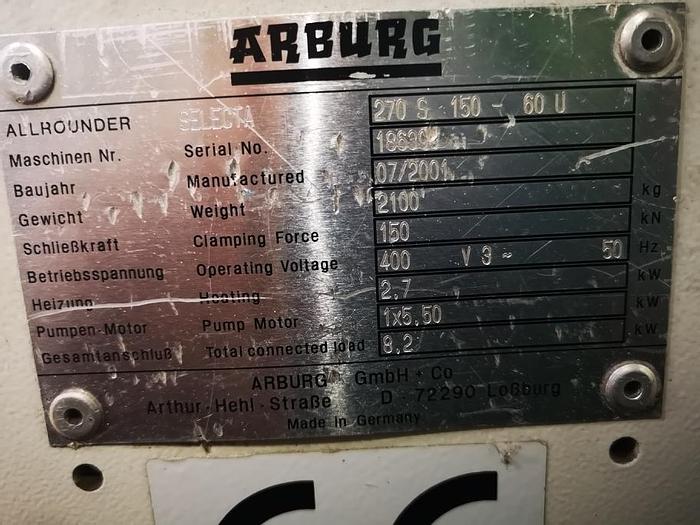 ARBURG
ALLROUNDER SELECTA 270 S 150 - 60 U
Maschinen Nr. Serial No.
Baujahr Manufactured 07/2001
Gewicht Weight 2100 kg
Schließkraft Clamping Force 150 kN
Betriebsspannung Operating Voltage 400 V 3 ~ 50 Hz
Heizung Heating 2,7 kW
Pumpen-Motor Pump Motor 1x5,50 kW
Gesamtanschluß Total connected load 8,2 kW
ARBURG GmbH + Co
Arthur-Hehl-Straße D-72290 Loßburg
Made in Germany
CE